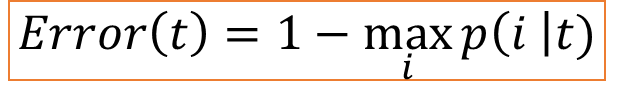 Error(t) = 1 − max p(i |t)
i